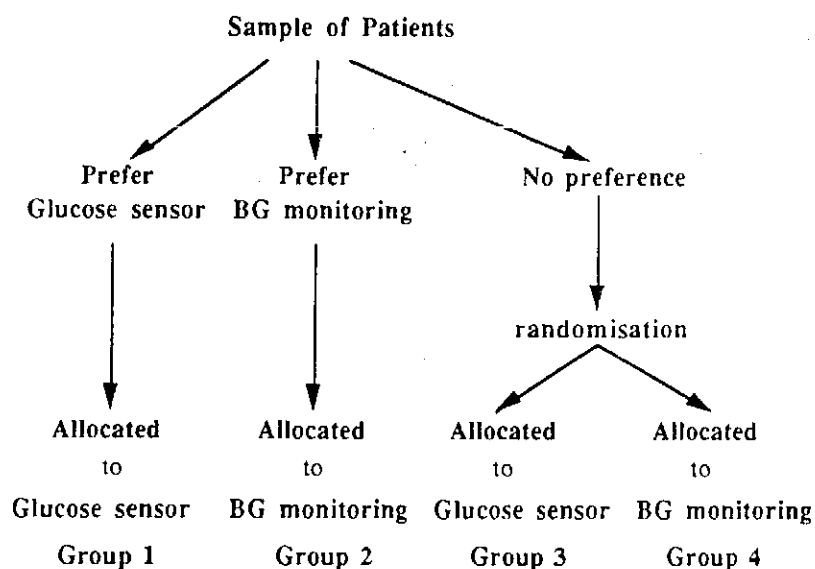 Sample of Patients
Prefer
Glucose sensor
Prefer
BG monitoring
No preference
randomisation
Allocated
to
Glucose sensor
Group 1
Allocated
to
BG monitoring
Group 2
Allocated
to
Glucose sensor
Group 3
Allocated
to
BG monitoring
Group 4